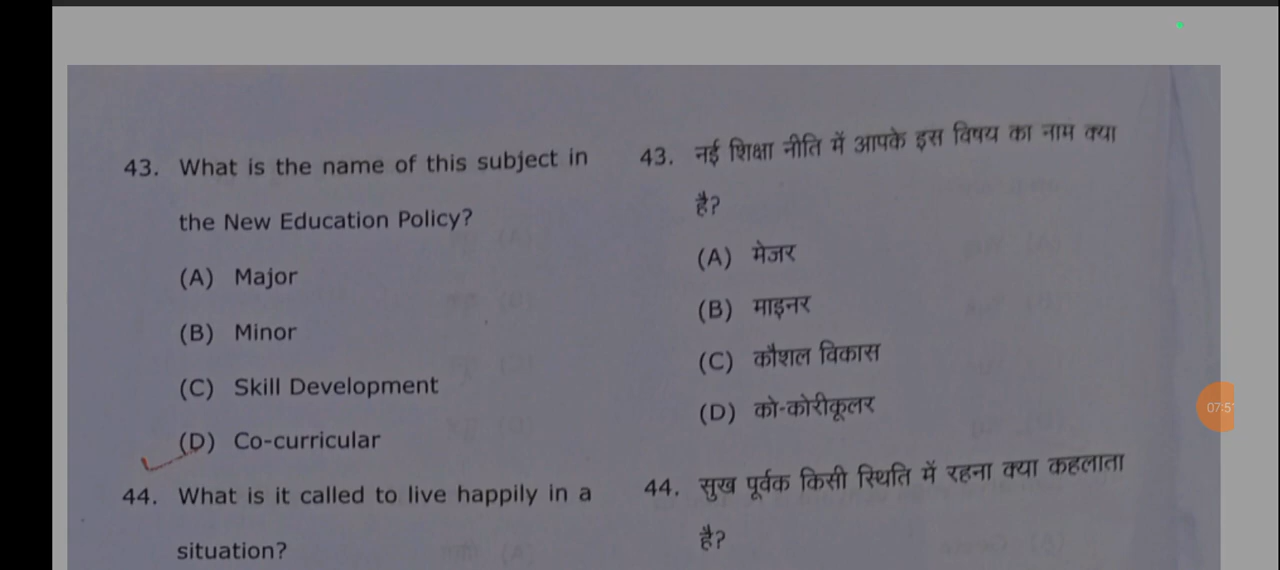 43. What is the name of this subject in
the New Education Policy?
(A) Major
(B) Minor
(C) Skill Development
(D) Co-curricular
44. What is it called to live happily in a
situation?
43. नई शिक्षा नीति में आपके इस विषय का नाम क्या
है?
(A) मेजर
(B) माइनर
(C) कौशल विकास
(D) को-कोरीकूलर
44. सुख पूर्वक किसी स्थिति में रहना क्या कहलाता
है?